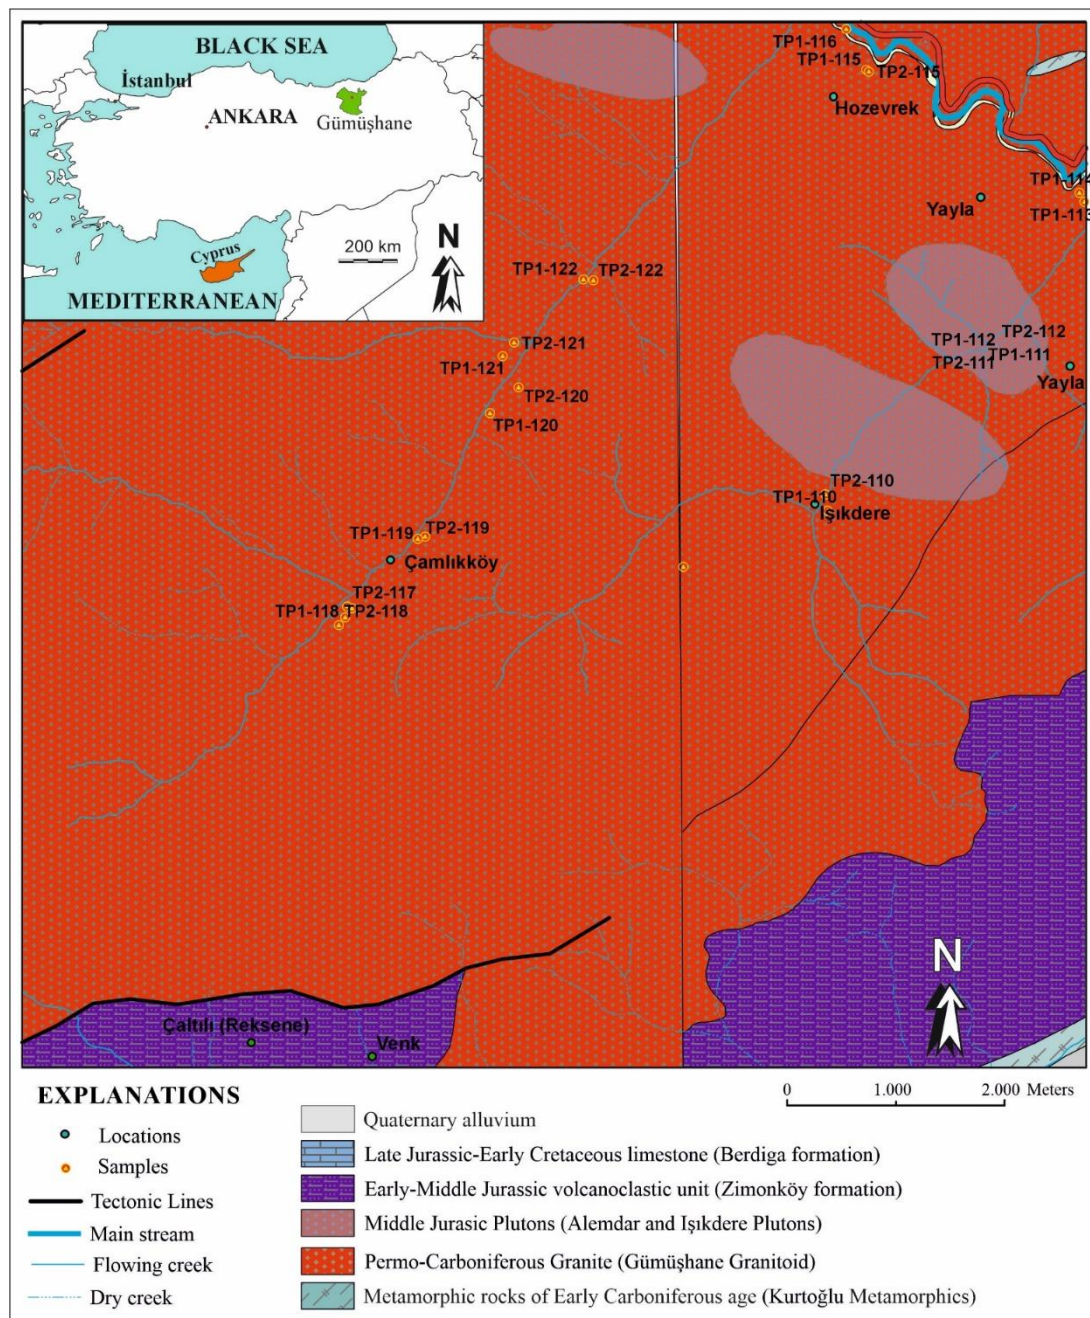 BLACK SEA
İstanbul
ANKARA
Gümüşhane
Cyprus
200 km
N
MEDITERRANEAN
TP1-116
TP1-115
TP2-115
Hozevrek
TP1-114
Yayla
TP1-113
TP1-122
TP2-122
TP2-121
TP1-121
TP1-112
TP2-112
TP2-111
TP1-111
Yayla
TP2-120
TP1-120
TP2-110
TP1-110
Işıkdere
TP1-119
TP2-119
Çamlıkköy
TP2-117
TP1-118
TP2-118
N
Çaltılı (Reksene)
Venk
EXPLANATIONS
Locations
Samples
Tectonic Lines
Main stream
Flowing creek
Dry creek
0 1.000 2.000 Meters
Quaternary alluvium
Late Jurassic-Early Cretaceous limestone (Berdiga formation)
Early-Middle Jurassic volcanoclastic unit (Zimonköy formation)
Middle Jurasic Plutons (Alemdar and Işıkdere Plutons)
Permo-Carboniferous Granite (Gümüşhane Granitoid)
Metamorphic rocks of Early Carboniferous age (Kurtoğlu Metamorphics)